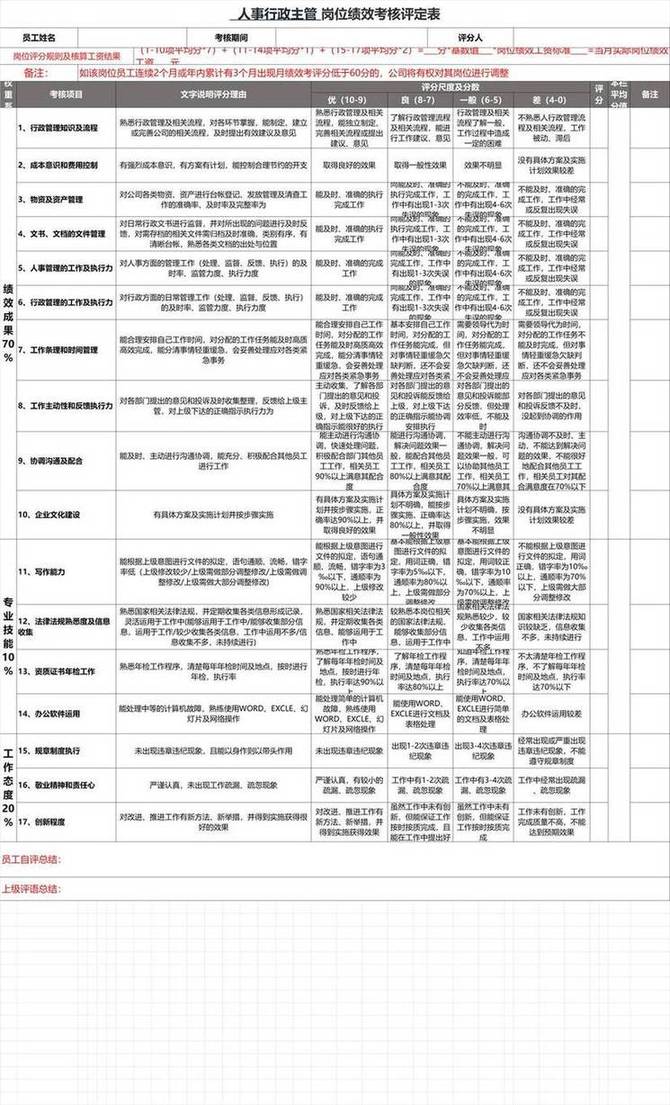 人事行政主管 岗位绩效考核评定表
员工姓名 考核期间 评分人
岗位评分规则及核算工资结果 (1-10项平均分*7) + (11-14项平均分*1) + (15-17项平均分*2) =___分*基数值___*岗位绩效工资标准____=当月实际岗位绩效
工资____元
备注： 如该岗位员工连续2个月或年内累计有3个月出现月绩效考评分低于60分的，公司将有权对其岗位进行调整
考核项目 文字说明评分理由 评分尺度及分数 评分 备注
优（10-9） 良（8-7） 一般（6-5） 差（4-0）
绩效成果70%
1、行政管理知识及流程
熟悉行政管理及相关流程，对各环节掌握，能制定、建立
或完善公司的相关流程，及时提出有效建议及意见
熟悉行政管理及相关
流程，能独立制定、
完善相关流程或提出
建议、意见
了解行政管理流程
及相关流程，能进
行工作建议、意见
行政管理及相关流
程了解一般，
工作过程中造成
一定的困难
不熟悉人行政管理
流程及相关流程，工作
被动、滞后
2、成本意识和费用控制
有强烈成本意识，有方案有计划，能控制合理节约的开支
取得良好的效果
取得一般性效果
效果不明显
没有具体方案及实施
计划效果较差
3、物资及资产管理
对公司各类物资、资产进行台帐登记、发放管理及清查工
作的准确率、及时率及完整率为
能及时、准确的执行
完成工作
尚能及时、准确的
执行完成工作，工
作中有出现1-3次
失误的现象
不能及时、准确的
完成工作，工作
中有出现4-6次
失误的现象
不能及时、准确的完
成工作，工作中经常
或反复出现失误
4、文书、文档的文件管理
对日常行政文书进行监督，并对所出现的问题进行及时反
馈，对需存档的相关文件需归档及时准确，类别有序，有
清晰台帐，熟悉各类文档的出处与位置
能及时、准确的执行
完成工作
尚能及时、准确的
执行完成工作，工
作中有出现1-3次
失误的现象
不能及时、准确的
完成工作，工作
中有出现4-6次
失误的现象
不能及时、准确的完
成工作，工作中经常
或反复出现失误
5、人事管理的工作及执行力
对人事方面的管理工作（处理、监督、反馈、执行）的及
时率、监管力度、执行力度
能及时、准确的完成
工作
尚能及时、准确的
完成工作，工作中
有出现1-3次失误
的现象
不能及时、准确的
完成工作，工作
中有出现4-6次
失误的现象
不能及时、准确的完
成工作，工作中经常
或反复出现失误
6、行政管理的工作及执行力
对行政方面的日常管理工作（处理、监督、反馈、执行）
的及时率、监管力度、执行力度
能及时、准确的完成
工作
尚能及时、准确的
完成工作，工作中
有出现1-3次失误
的现象
不能及时、准确的
完成工作，工作
中有出现4-6次
失误的现象
不能及时、准确的完
成工作，工作中经常
或反复出现失误
7、工作条理和时间管理
能合理安排自己工作时间，对分配的工作任务能及时高质
高效完成，能分清事情轻重缓急，会妥善处理应对各类紧急
事务
能合理安排自己工作
时间，对分配的工作
任务能及时高质高效
完成，能分清事情轻
重缓急，会妥善处理
应对各类紧急事务
基本安排自己工作时
间，对分配的工作
任务能完成，但
对事情轻重缓急欠缺
判断，还不会妥善
处理应对各类紧急事务
需要领导代为时
间，对分配的工
作任务能完成，
但对事情轻重缓
急欠缺判断，还
不会妥善处理应
需要领导代为时间，
对分配的工作任务不
能及时完成，但对事
情轻重缓急欠缺判
断，还不会妥善处理
应对各类紧急事务
8、工作主动性和反馈执行力
对各部门提出的意见和投诉及时收集整理，反馈给上级主
管，对上级下达的正确指示执行力为
主动收集、了解各部
门提出的意见和投
诉，及时反馈给上
级，对上级下达的正
确指示能很好的执行
对各部门提出的意
见和投诉能反馈给
上级，对上级下达
的正确指示能协调
安排执行
对各部门提出的
意见和投诉能部
分反馈，但处理
效率低，不能及
时
对各部门提出的意见
和投诉反馈不及时，
没起到协调的作用
9、协调沟通及配合
能及时、主动进行沟通协调，能充分、积极配合其他员工
进行工作
能主动进行沟通协
调，快速处理问题，
积极配合部门其他员
工工作，相关员工
90%以上满意其配合
度
能进行沟通协调，
解决问题效果一
般，能配合其他员
工工作，相关员工
80%以上满意其配
合度
不能主动进行沟
通协调，解决问
题效果一般，可
以协助其他员工
工作，相关员工
70%以上满意其
沟通协调不及时、主
动，不能达到解决问
题的效果，不能很好
地配合其他员工工
作，相关员工对其配
合满意度在70%以下
10、企业文化建设
有具体方案及实施计划并按步骤实施
有具体方案及实施计
划并按步骤实施，正
确率达90%以上，并
取得良好的效果
具体方案及实施计
划不明确，能按步
骤实施，正确率达
80%以上，并取得
一般性效果
具体方案及实施
计划不明确，按
步骤实施，效果
不明显
没有具体方案及实施
计划效果较差
专业技能10%
11、写作能力
能根据上级意图进行文件的拟定，语句通顺，流畅，错字
率低（上级修改较少/上级需做部分调整修改/上级需做调
整修改/上级需做大部分调整修改）
能根据上级意图进行
文件的拟定，语句通
顺，流畅，错字率为3
‰以下，通顺率为
90%以上，上级修改
较少
基本能根据上级意
图进行文件的拟
定，用词正确，错
字率为5‰以下，
通顺率为80%以
上，上级需做部分
调整修改
基本能根据上级意
图进行文件的拟
定，用词较正确，
错字率为10‰以
下，通顺率为
70%以上，上级
需做调整修改
不能根据上级意图进
行文件的拟定，用词
正确，错字率为10‰
以上，通顺率为70%
以下，上级需做大部
分调整修改
12、法律法规熟悉度及信息
收集
熟悉国家相关法律法规，并定期收集各类信息形成记录，
灵活运用于工作中(能够运用于工作中/能够收集部分信
息，运用于工作/较少收集各类信息，工作中运用不多/信
息收集不多，未持续进行)
熟悉国家相关法律法
规，并定期收集各类
信息，能够运用于工
作中
较熟悉本岗位相关
的国家法律法规，
能够收集部分信
息，运用于工作中
国家相关法律法规
熟悉较少，较
少收集各类信
息，工作中运用
不多
国家相关法律法规知
识较缺乏，信息收集
不多，未持续进行
13、资质证书年检工作
熟悉年检工作程序，清楚每年年检时间及地点，按时进行
年检，执行率
熟悉年检工作程序，
了解每年年检时间及
地点，按时进行年
检，执行率达90%以
上
了解年检工作程
序，清楚每年年检
时间及地点，执行
率达80%以上
知道年检工作程
序，清楚每年年
检时间及地点，
执行率达70%以
上
不太清楚年检工作程
序，不了解每年年检
时间及地点，执行率
达70%以下
14、办公软件运用
能处理中等的计算机故障，熟练使用WORD、EXCLE、幻
灯片及网络操作
能处理简单的计算机
故障，熟练使用
WORD、EXCLE、幻
灯片及网络操作
能使用WORD、
EXCLE进行文档及
表格处理
能使用WORD、
EXCLE进行简单
的文档及表格处
理
办公软件运用较差
工作态度20%
15、规章制度执行
未出现违章违纪现象，且能以身作则以带头作用
未出现违章违纪现象
出现1-2次违章违
纪现象
出现3-4次违章违
纪现象
经常出现或严重出现
违章违纪现象，不能
遵守规章制度
16、敬业精神和责任心
严谨认真，未出现工作疏漏、疏忽现象
严谨认真，有较小的
疏漏、疏忽现象
工作中有1-2次疏
漏、疏忽现象
工作中有3-4次疏
漏、疏忽现象
工作中经常出现疏漏
、疏忽现象
17、创新程度
对改进、推进工作有新方法、新举措，并得到实施获得很
好的效果
对改进、推进工作有
新方法、新举措，并
得到实施获得效果
虽然工作中未有创
新，但能保证工作
按时按质完成，且
能在工作中提出好
虽然工作中未有
创新，但能保证
工作按时按质完
成
工作未有创新，工作
完成质量不高，不能
达到预期效果
员工自评总结：
上级评语总结：